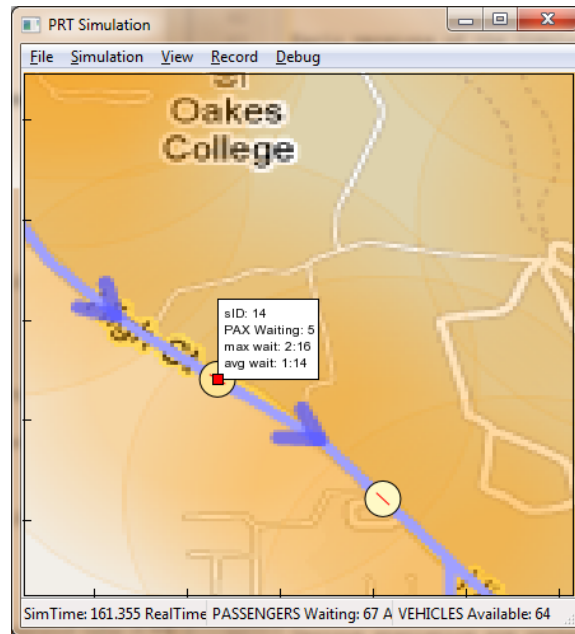 PRT Simulation
File Simulation View Record Debug
Oakes
College
sID: 14
PAX Waiting: 5
max wait: 2:16
avg wait: 1:14
SimTime: 161.355 RealTime PASSENGERS Waiting: 67 A VEHICLES Available: 64